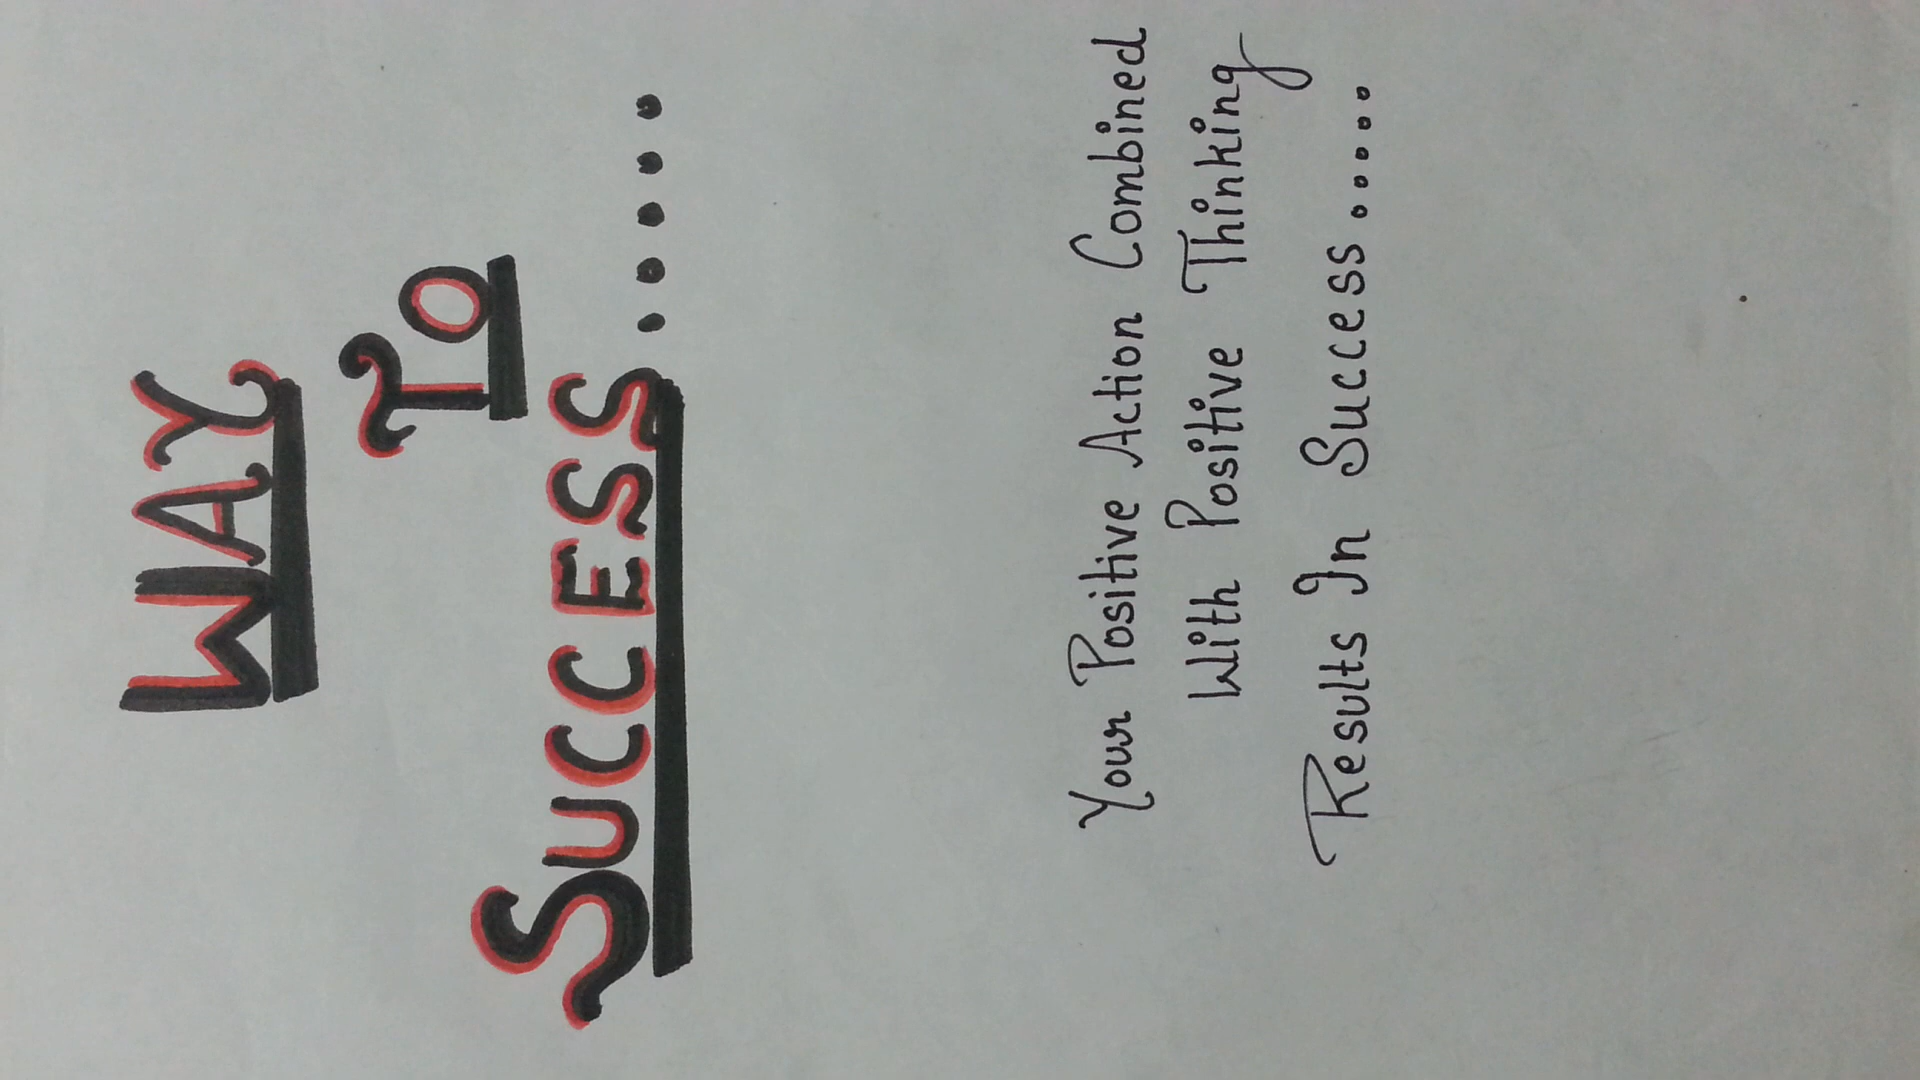 WAY
To
SUCCESS.....
Your Positive Action Combined
With Positive Thinking
Results In Success.....